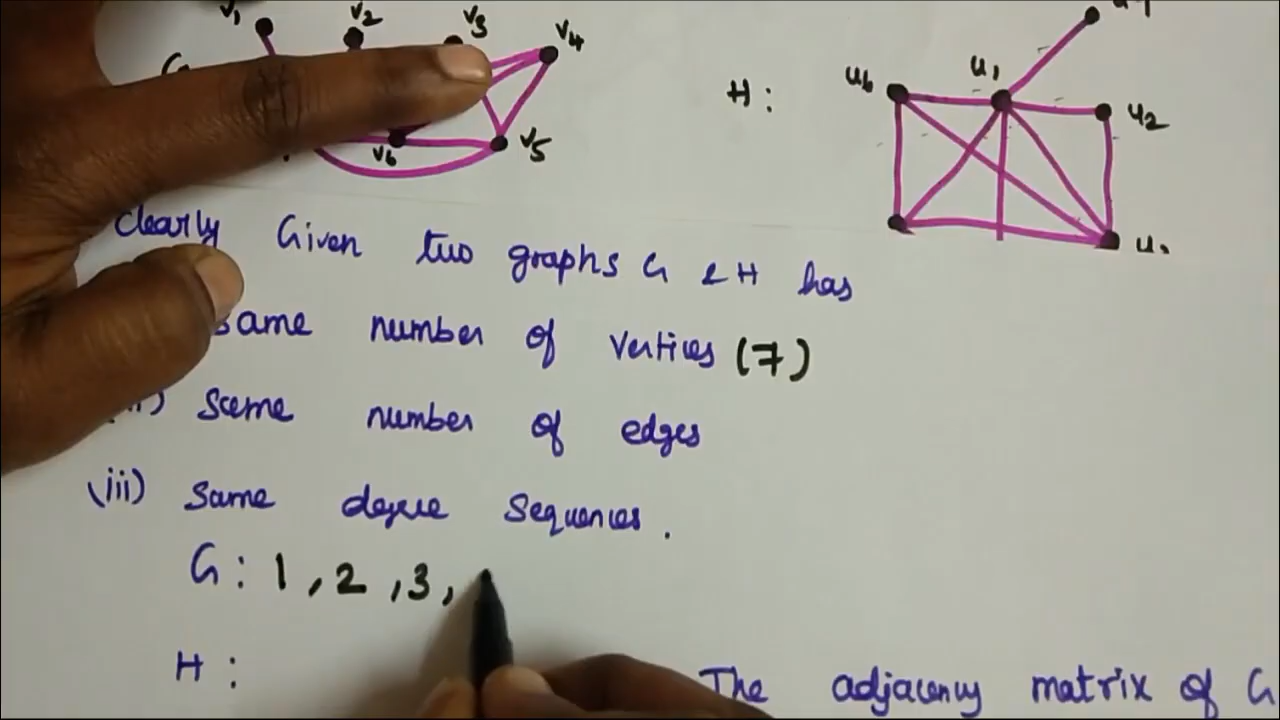 v1 v2 v3 v4
v6 v5
H: u6 u1 u2
Clearly Given two graphs G & H has
same number of vertices (7)
same number of edges
(iii) same degree sequences.
G: 1, 2, 3,
H:
The adjacency matrix of G